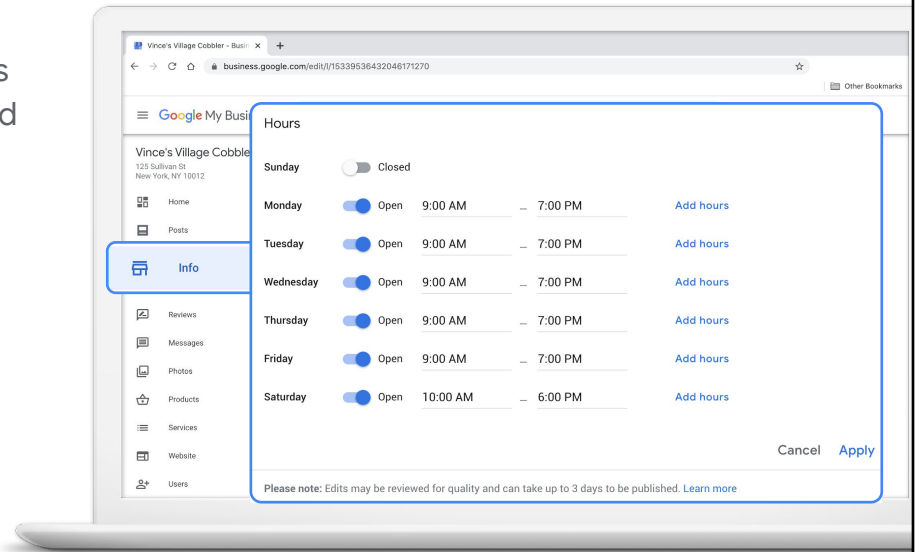 s
d
Vince's Village Cobbler - Busin
business.google.com/edit/l/15339536432046171270
Other Bookmarks
Google My Busi
Vince's Village Cobble
125 Sullivan St
New York, NY 10012
Home
Posts
Info
Reviews
Messages
Photos
Products
Services
Website
Users
Hours
Sunday Closed
Monday Open 9:00 AM – 7:00 PM Add hours
Tuesday Open 9:00 AM – 7:00 PM Add hours
Wednesday Open 9:00 AM – 7:00 PM Add hours
Thursday Open 9:00 AM – 7:00 PM Add hours
Friday Open 9:00 AM – 7:00 PM Add hours
Saturday Open 10:00 AM – 6:00 PM Add hours
Cancel Apply
Please note: Edits may be reviewed for quality and can take up to 3 days to be published. Learn more